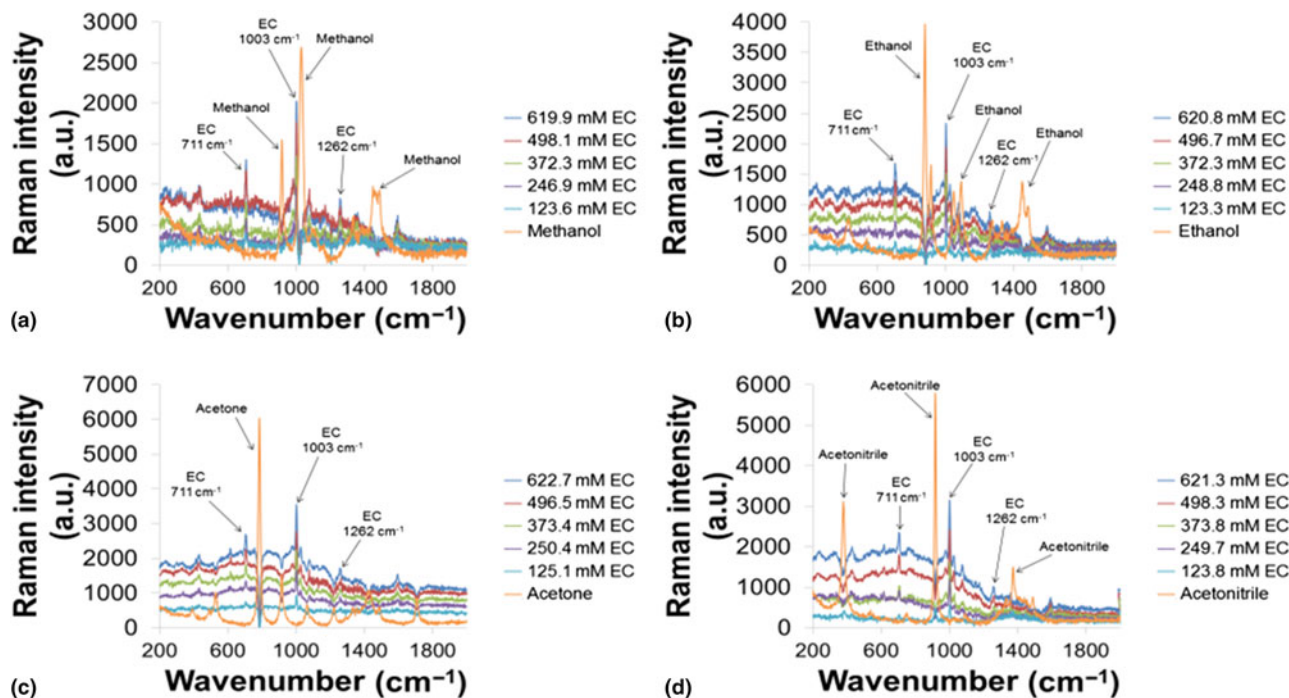 Raman intensity
(a.u.)
3000
2500
2000
1500
1000
500
0
200
600
1000
1400
1800
Wavenumber (cm⁻¹)
EC
1003 cm⁻¹
Methanol
Methanol
EC
711 cm⁻¹
EC
1262 cm⁻¹
Methanol
619.9 mM EC
498.1 mM EC
372.3 mM EC
246.9 mM EC
123.6 mM EC
Methanol
(a)
Raman intensity
(a.u.)
4000
3500
3000
2500
2000
1500
1000
500
0
200
600
1000
1400
1800
Wavenumber (cm⁻¹)
Ethanol
EC
1003 cm⁻¹
EC
711 cm⁻¹
Ethanol
EC
1262 cm⁻¹
Ethanol
620.8 mM EC
496.7 mM EC
372.3 mM EC
248.8 mM EC
123.3 mM EC
Ethanol
(b)
Raman intensity
(a.u.)
7000
6000
5000
4000
3000
2000
1000
0
200
600
1000
1400
1800
Wavenumber (cm⁻¹)
Acetone
EC
1003 cm⁻¹
EC
711 cm⁻¹
EC
1262 cm⁻¹
622.7 mM EC
496.5 mM EC
373.4 mM EC
250.4 mM EC
125.1 mM EC
Acetone
(c)
Raman intensity
(a.u.)
6000
5000
4000
3000
2000
1000
0
200
600
1000
1400
1800
Wavenumber (cm⁻¹)
Acetonitrile
Acetonitrile
EC
1003 cm⁻¹
EC
711 cm⁻¹
EC
1262 cm⁻¹
Acetonitrile
621.3 mM EC
498.3 mM EC
373.8 mM EC
249.7 mM EC
123.8 mM EC
Acetonitrile
(d)